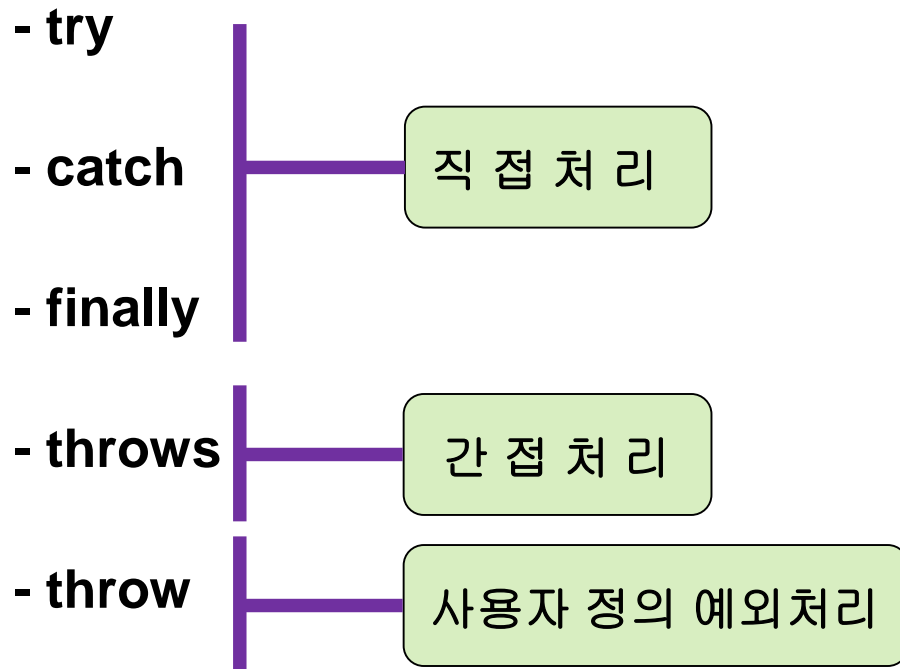 - try
- catch
직 접 처 리
- finally
- throws
간 접 처 리
- throw
사용자 정의 예외처리